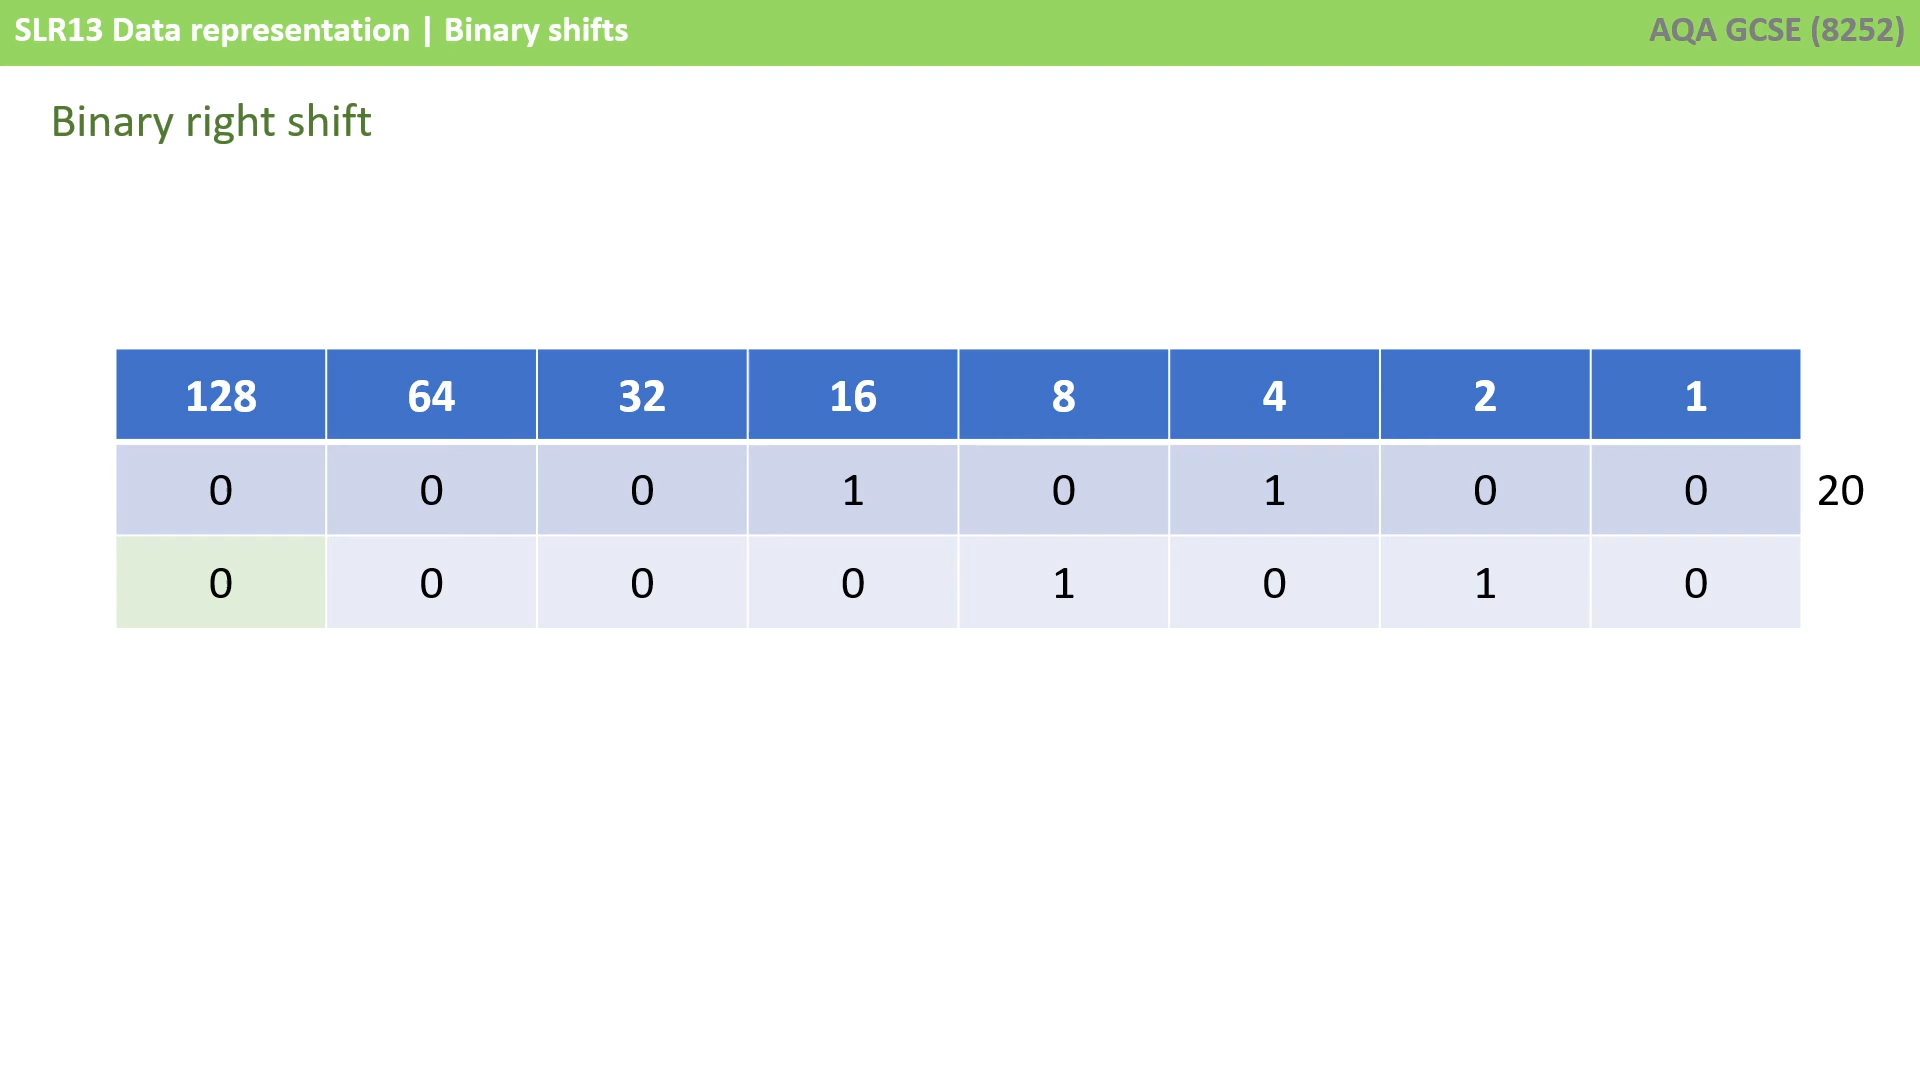 SLR13 Data representation | Binary shifts
AQA GCSE (8252)
Binary right shift
128 64 32 16 8 4 2 1
0 0 0 1 0 1 0 0 20
0 0 0 0 1 0 1 0